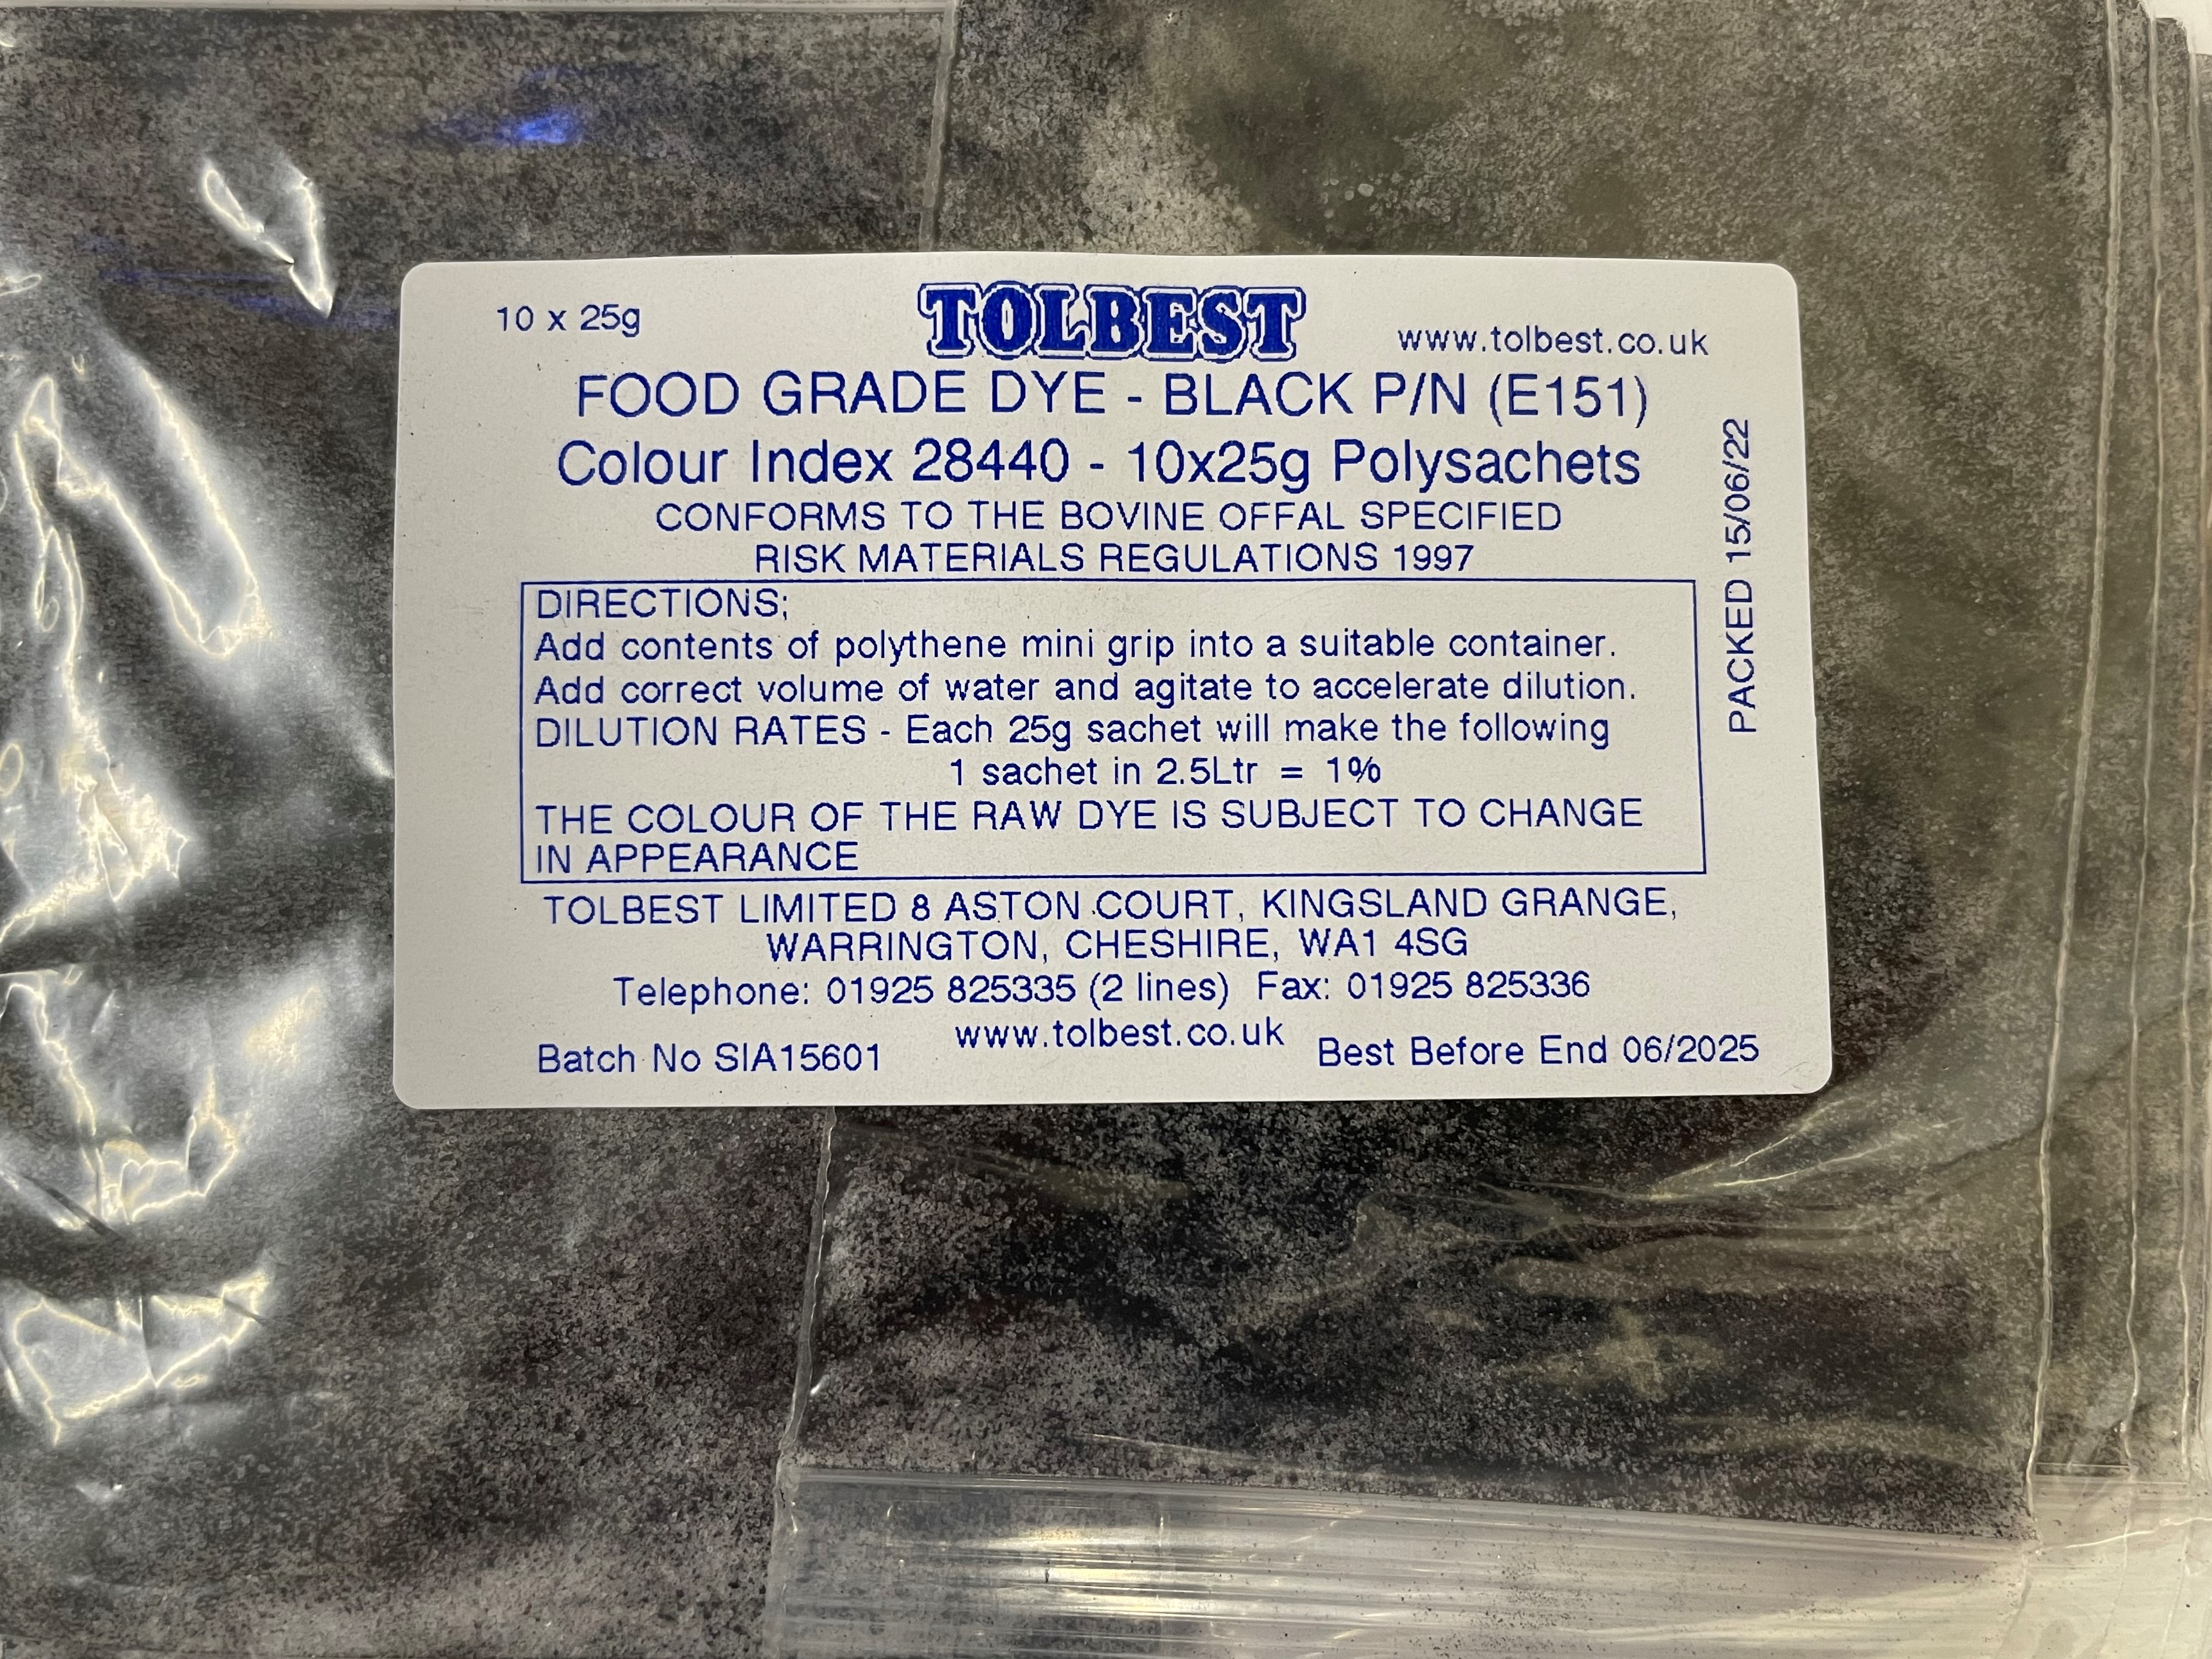 10 x 25g
TOLBEST
www.tolbest.co.uk
FOOD GRADE DYE - BLACK P/N (E151)
Colour Index 28440 - 10x25g Polysachets
CONFORMS TO THE BOVINE OFFAL SPECIFIED
RISK MATERIALS REGULATIONS 1997
PACKED 15/06/22
DIRECTIONS;
Add contents of polythene mini grip into a suitable container.
Add correct volume of water and agitate to accelerate dilution.
DILUTION RATES - Each 25g sachet will make the following
1 sachet in 2.5Ltr = 1%
THE COLOUR OF THE RAW DYE IS SUBJECT TO CHANGE
IN APPEARANCE
TOLBEST LIMITED 8 ASTON COURT, KINGSLAND GRANGE,
WARRINGTON, CHESHIRE, WA1 4SG
Telephone: 01925 825335 (2 lines) Fax: 01925 825336
www.tolbest.co.uk
Batch No SIA15601
Best Before End 06/2025